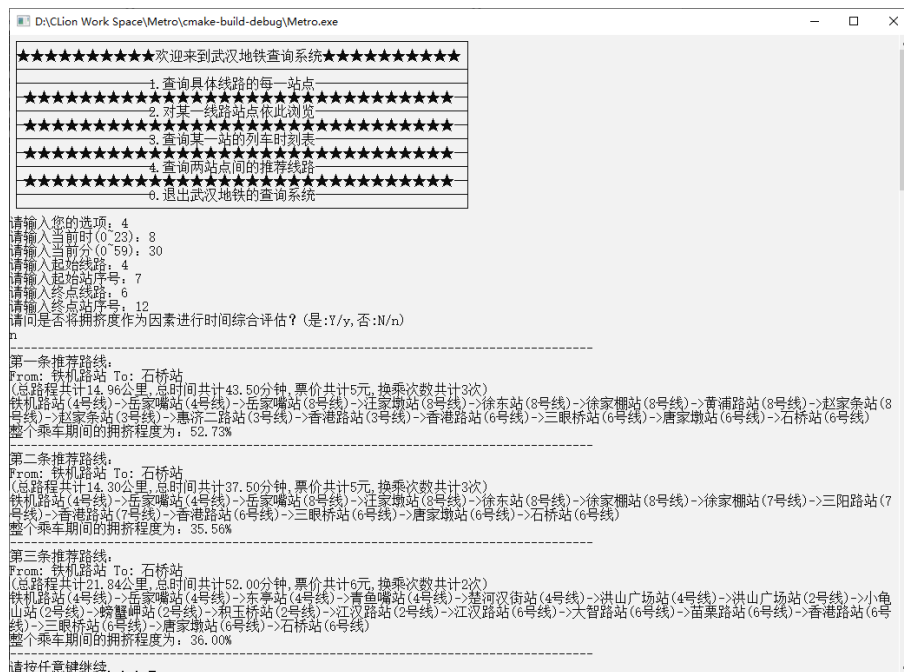 D:\CLion Work Space\Metro\cmake-build-debug\Metro.exe
★★★★★★★★★★欢迎来到武汉地铁查询系统★★★★★★★★★★
1.查询具体线路的每一站点
★★★★★★★★★★★★★★★★★★★★★★★★★★★★★★★
2.对某一线路站点依此浏览
★★★★★★★★★★★★★★★★★★★★★★★★★★★★★★★
3.查询某一站的列车时刻表
★★★★★★★★★★★★★★★★★★★★★★★★★★★★★★★
4.查询两站点间的推荐线路
★★★★★★★★★★★★★★★★★★★★★★★★★★★★★★★
0.退出武汉地铁的查询系统
请输入您的选项: 4
请输入当前时(0~23): 8
请输入当前分(0~59): 30
请输入起始线路: 4
请输入起始站序号: 7
请输入终点线路: 6
请输入终点站序号: 12
请问是否将拥挤度作为因素进行时间综合评估? (是:Y/y,否:N/n)
n
-----------------------------------------------------------------------------------
第一条推荐路线:
From: 铁机路站 To: 石桥站
(总路程共计14.96公里,总时间共计43.50分钟,票价共计5元,换乘次数共计3次)
铁机路站(4号线)->岳家嘴站(4号线)->岳家嘴站(8号线)->汪家墩站(8号线)->徐东站(8号线)->徐家棚站(8号线)->黄浦路站(8号线)->赵家条站(8
号线)->赵家条站(3号线)->惠济二路站(3号线)->香港路站(3号线)->香港路站(6号线)->三眼桥站(6号线)->唐家墩站(6号线)->石桥站(6号线)
整个乘车期间的拥挤程度为: 52.73%
-----------------------------------------------------------------------------------
第二条推荐路线:
From: 铁机路站 To: 石桥站
(总路程共计14.30公里,总时间共计37.50分钟,票价共计5元,换乘次数共计3次)
铁机路站(4号线)->岳家嘴站(4号线)->岳家嘴站(8号线)->汪家墩站(8号线)->徐东站(8号线)->徐家棚站(8号线)->徐家棚站(7号线)->三阳路站(7
号线)->香港路站(7号线)->香港路站(6号线)->三眼桥站(6号线)->唐家墩站(6号线)->石桥站(6号线)
整个乘车期间的拥挤程度为: 35.56%
-----------------------------------------------------------------------------------
第三条推荐路线:
From: 铁机路站 To: 石桥站
(总路程共计21.84公里,总时间共计52.00分钟,票价共计6元,换乘次数共计2次)
铁机路站(4号线)->岳家嘴站(4号线)->东亭站(4号线)->青鱼嘴站(4号线)->楚河汉街站(4号线)->洪山广场站(4号线)->洪山广场站(2号线)->小龟
山站(2号线)->螃蟹岬站(2号线)->积玉桥站(2号线)->江汉路站(2号线)->江汉路站(6号线)->大智路站(6号线)->苗栗路站(6号线)->香港路站(6号
线)->三眼桥站(6号线)->唐家墩站(6号线)->石桥站(6号线)
整个乘车期间的拥挤程度为: 36.00%
-----------------------------------------------------------------------------------
请按任意键继续. . .